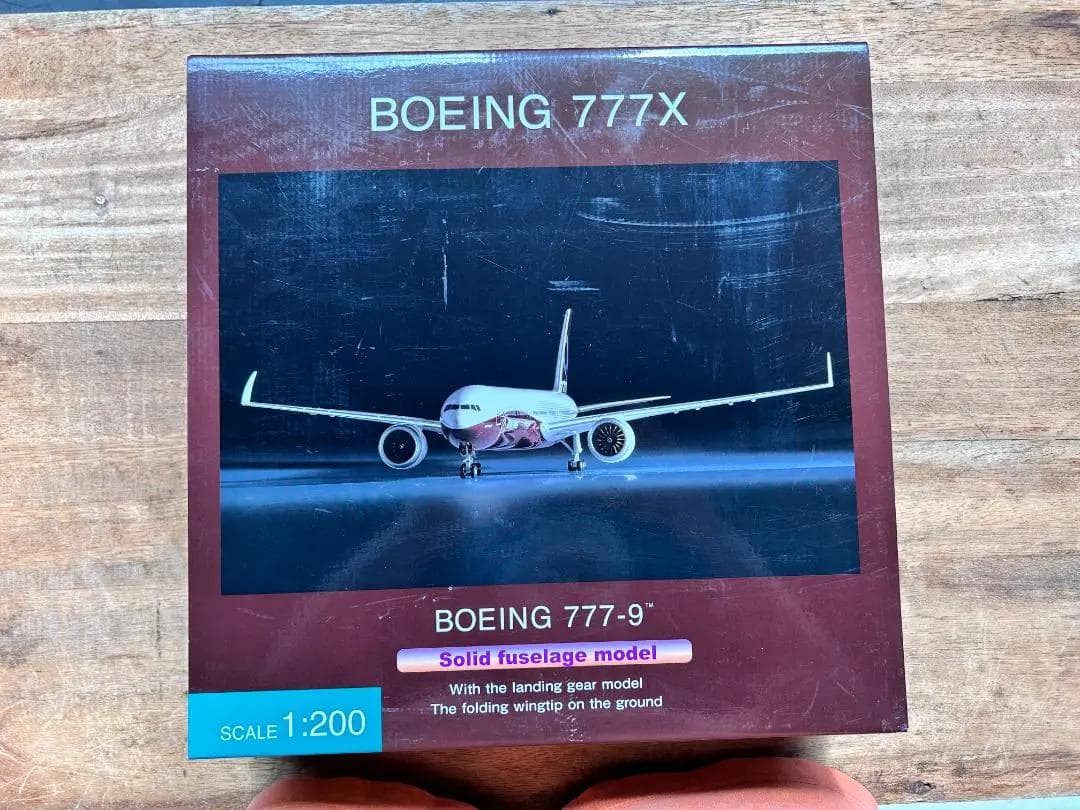 BOEING 777X
BOEING 777-9™
Solid fuselage model
With the landing gear model
The folding wingtip on the ground
SCALE 1:200